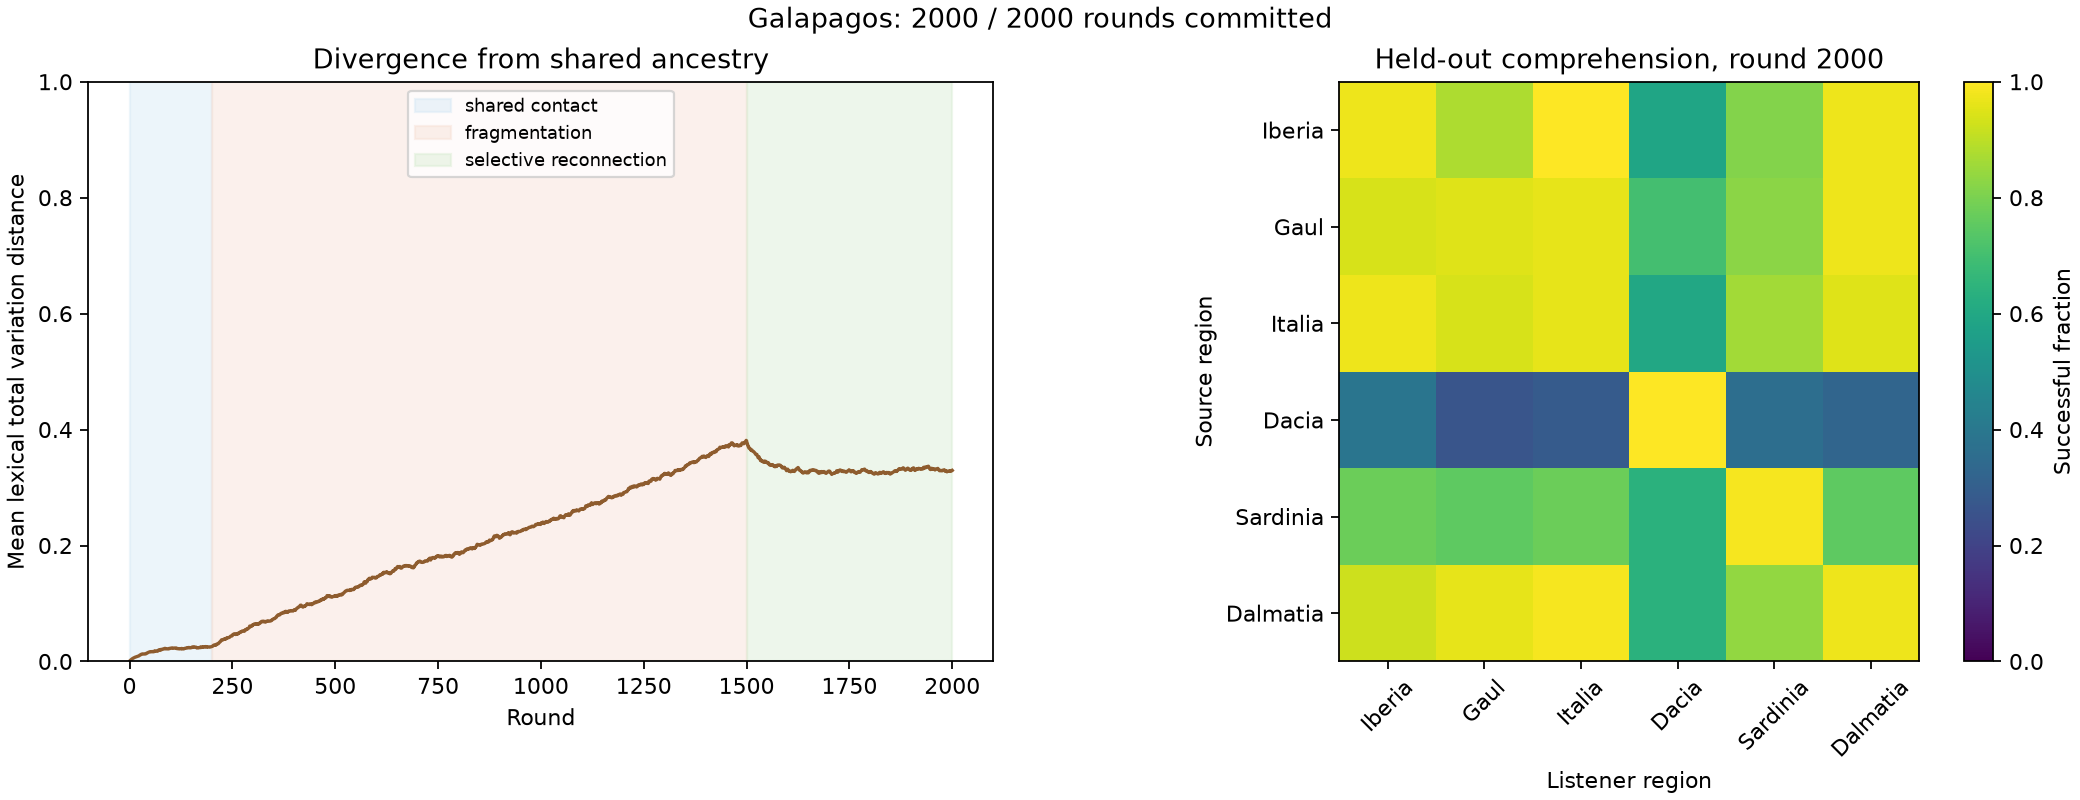 Galapagos: 2000 / 2000 rounds committed
Divergence from shared ancestry
Mean lexical total variation distance
1.0
0.8
0.6
0.4
0.2
0.0
shared contact
fragmentation
selective reconnection
0 250 500 750 1000 1250 1500 1750 2000
Round
Held-out comprehension, round 2000
Source region
Iberia
Gaul
Italia
Dacia
Sardinia
Dalmatia
Iberia Gaul Italia Dacia Sardinia Dalmatia
Listener region
1.0
0.8
0.6
0.4
0.2
0.0
Successful fraction